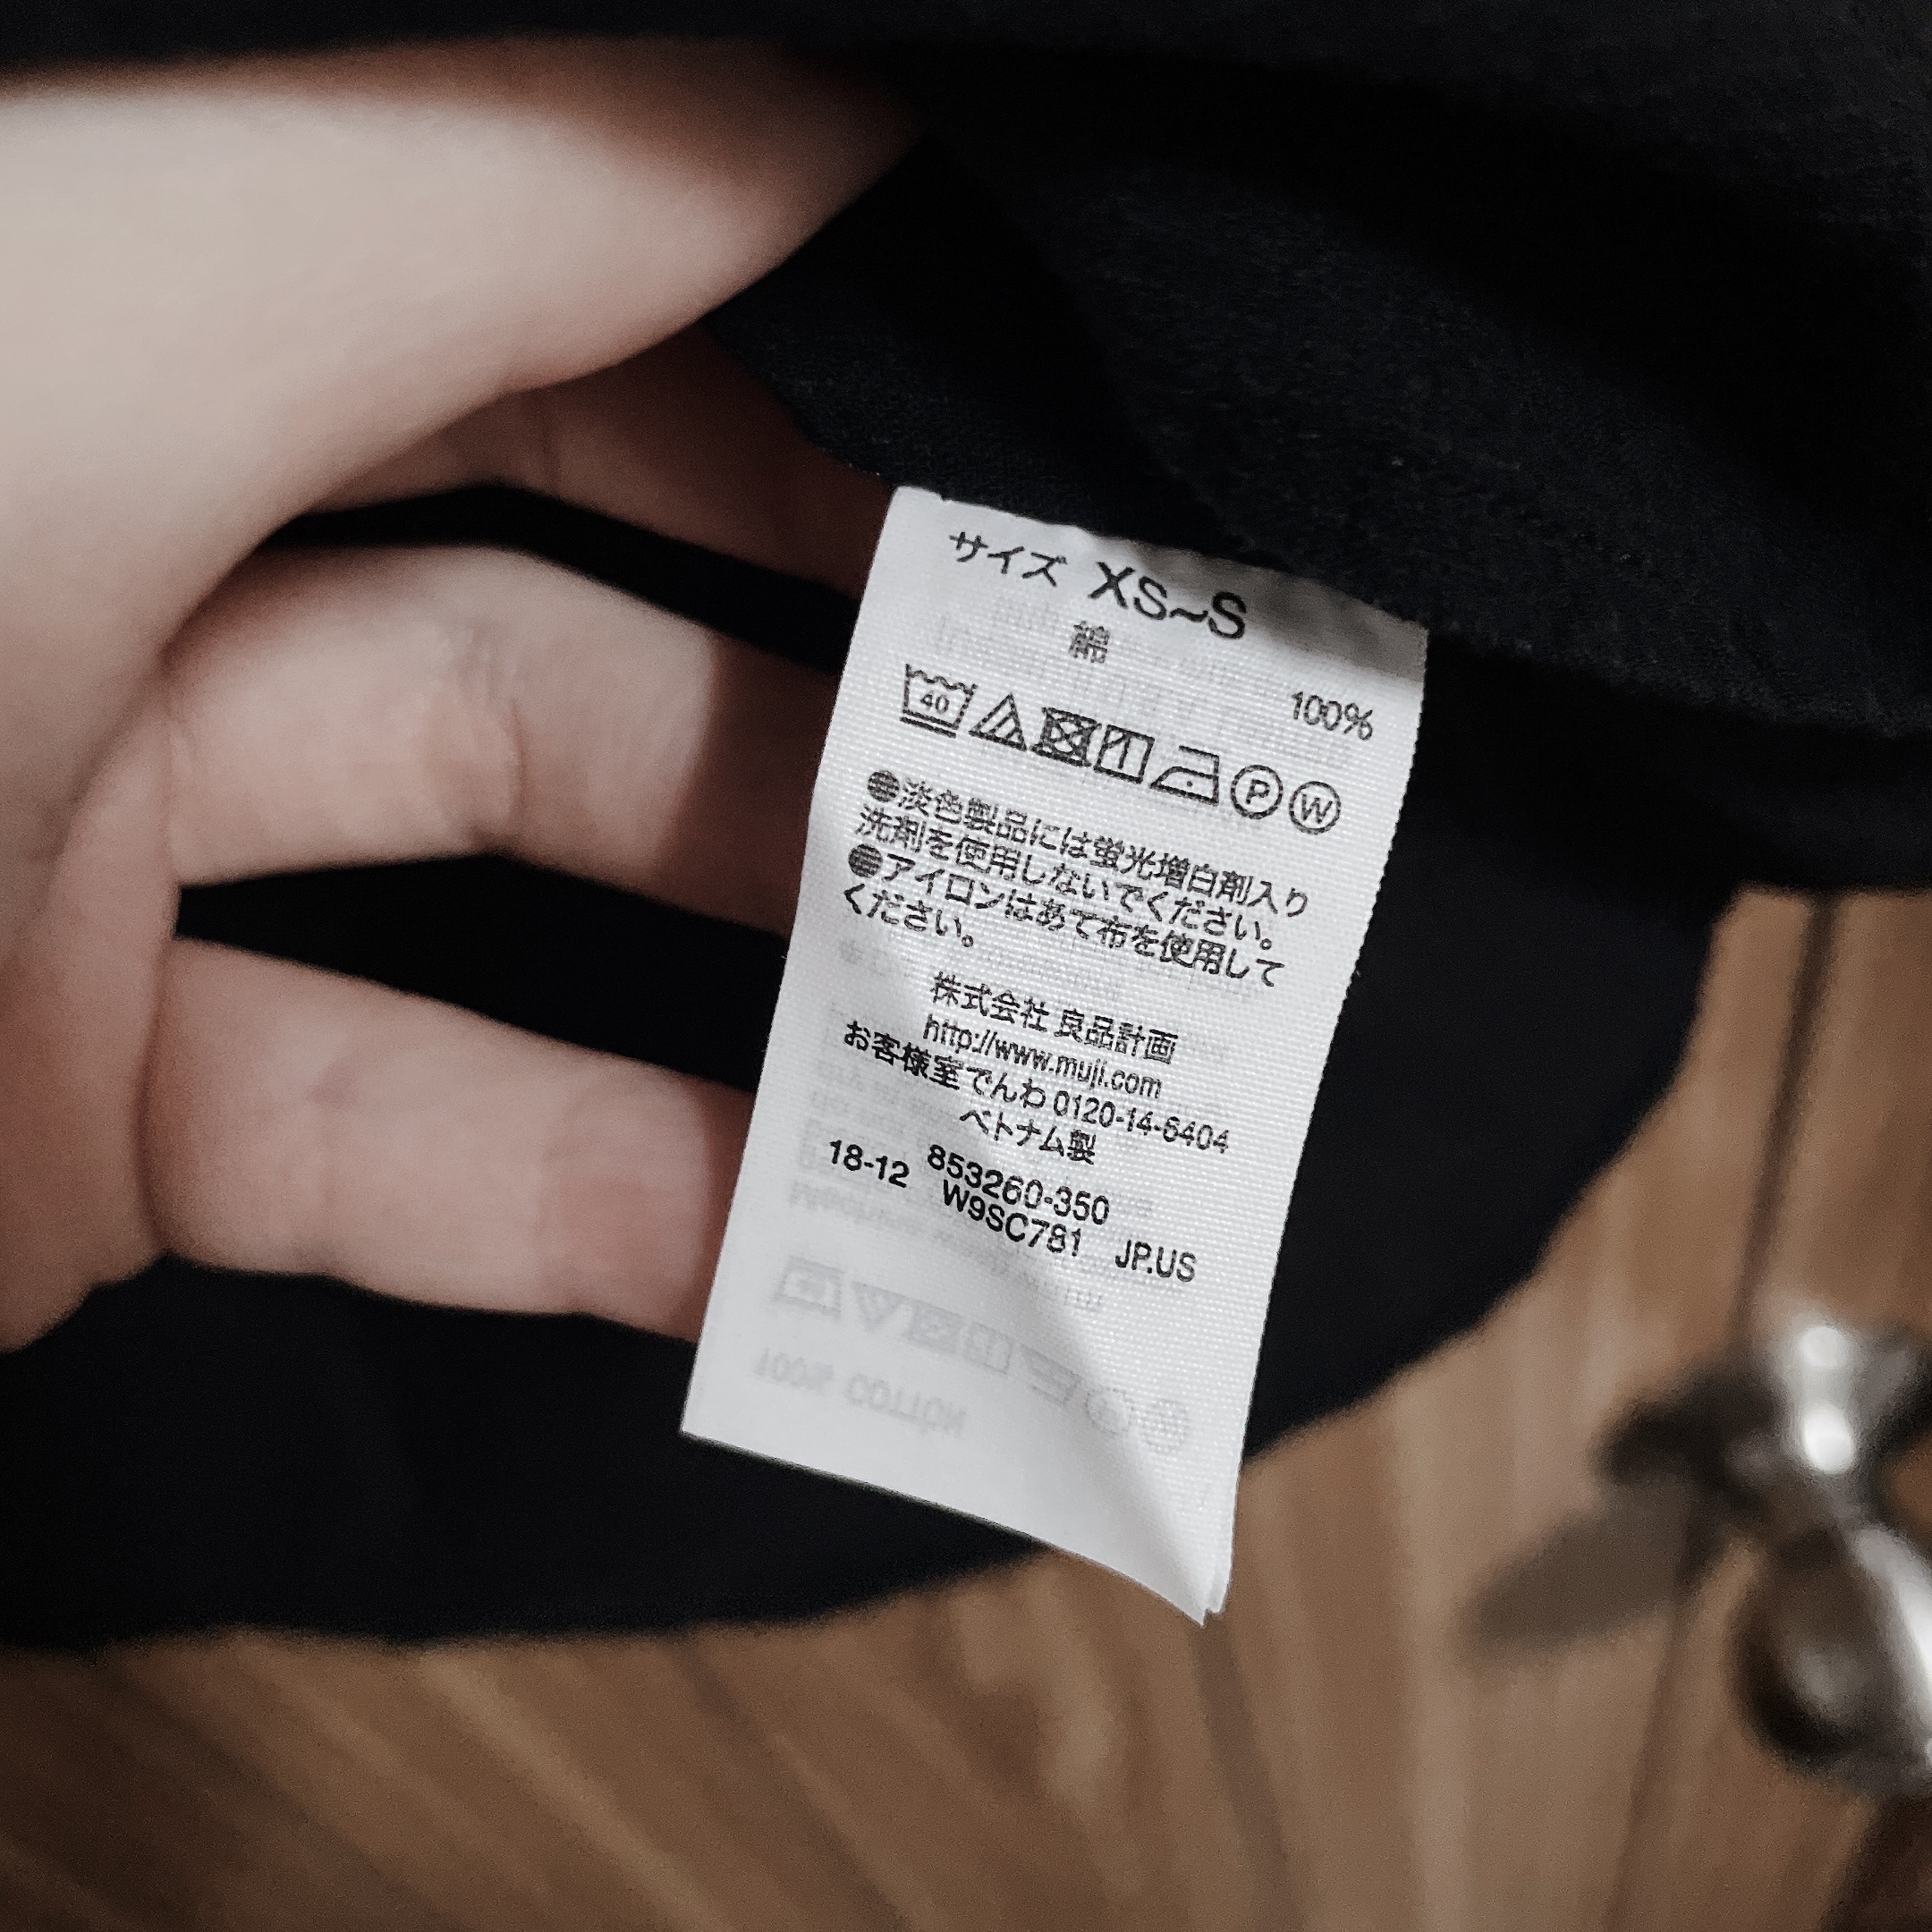 サイズ XS~S
綿 100%
40
P W
●淡色製品には蛍光増白剤入り
洗剤を使用しないでください。
●アイロンはあて布を使用して
ください。
株式会社 良品計画
http://www.muji.com
お客様室でんわ 0120-14-6404
ベトナム製
853260-350
18-12 W9SC781 JP.US
100% COTTON